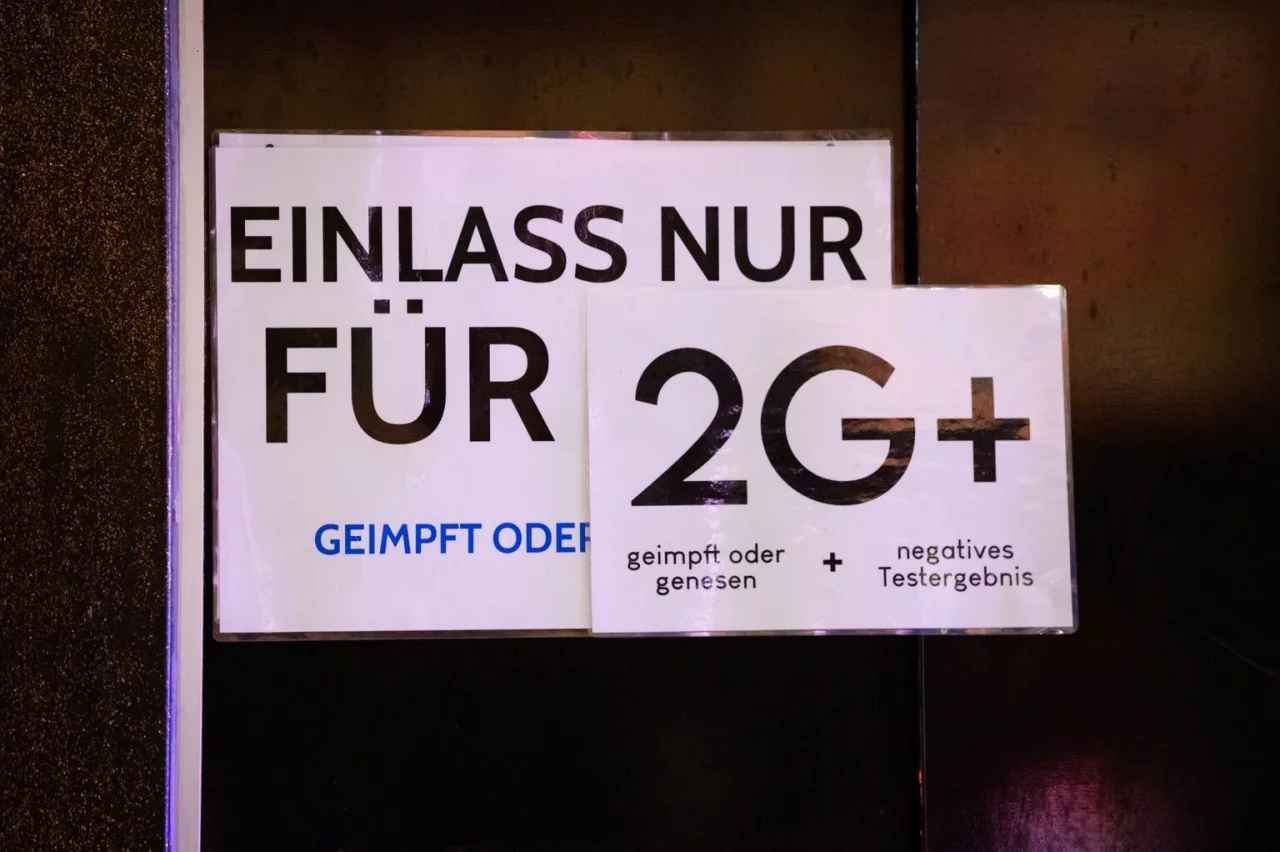 EINLASS NUR
FÜR
GEIMPFT ODER
2G+
geimpft oder
genesen
+
negatives
Testergebnis